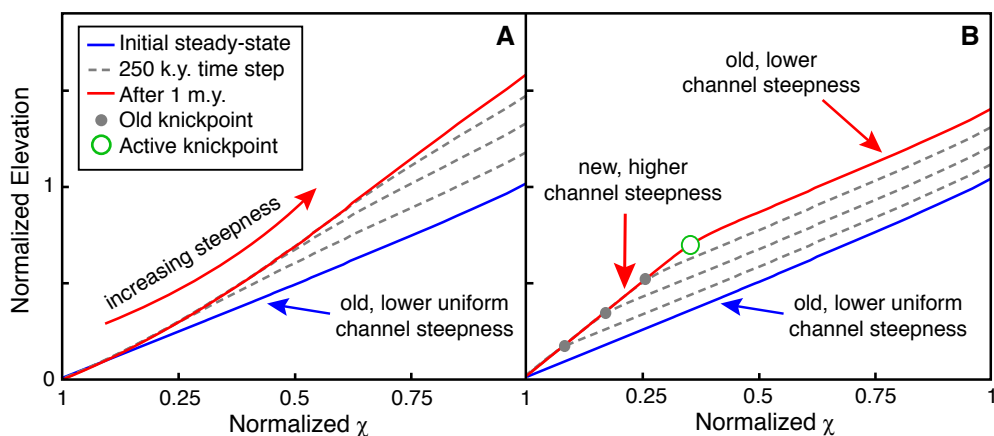 A
Initial steady-state
250 k.y. time step
After 1 m.y.
Old knickpoint
Active knickpoint
increasing steepness
old, lower uniform
channel steepness
Normalized Elevation
1
0
1
0.25
0.5
0.75
Normalized χ
B
old, lower
channel steepness
new, higher
channel steepness
old, lower uniform
channel steepness
1
0.25
0.5
0.75
1
Normalized χ